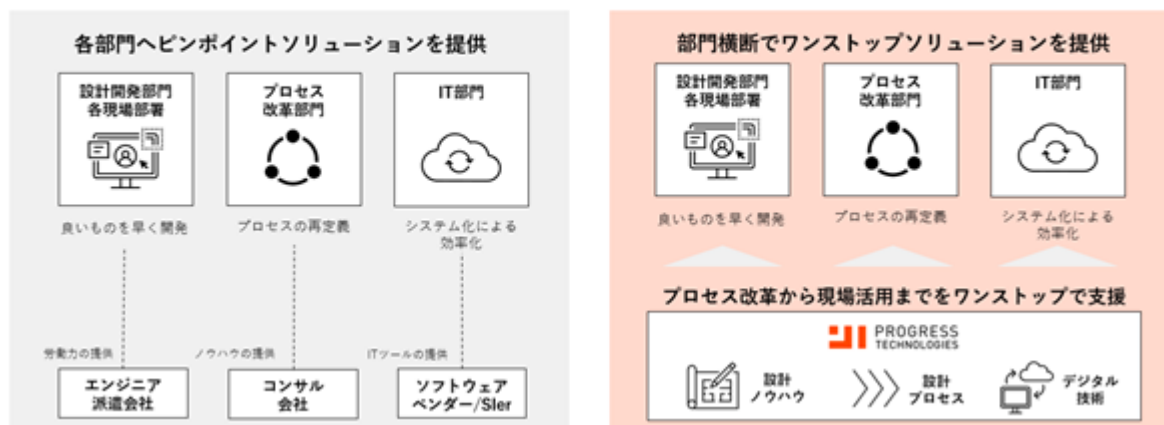 各部門へピンポイントソリューションを提供
設計開発部門
各現場部署
プロセス
改革部門
IT部門
良いものを早く開発
プロセスの再定義
システム化による
効率化
労働力の提供
ノウハウの提供
ITツールの提供
エンジニア
派遣会社
コンサル
会社
ソフトウェア
ベンダー/SIer
部門横断でワンストップソリューションを提供
設計開発部門
各現場部署
プロセス
改革部門
IT部門
良いものを早く開発
プロセスの再定義
システム化による
効率化
プロセス改革から現場活用までをワンストップで支援
PROGRESS
TECHNOLOGIES
設計
ノウハウ
設計
プロセス
デジタル
技術